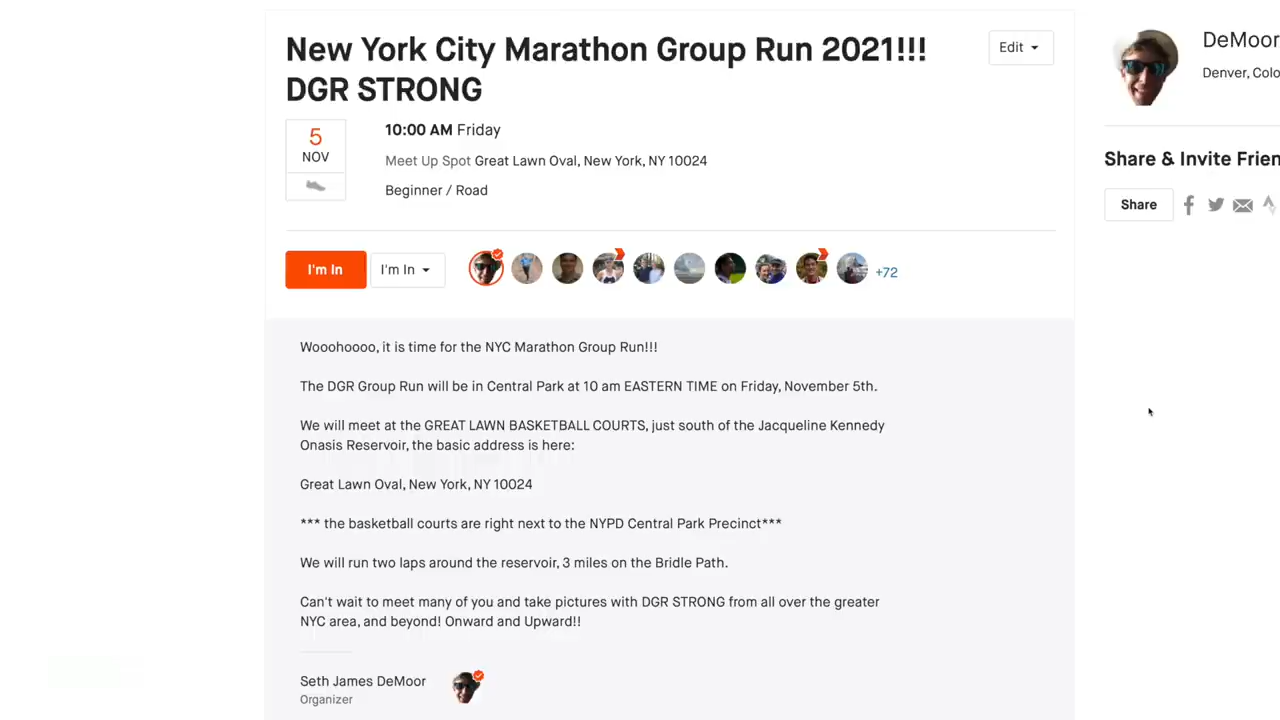 New York City Marathon Group Run 2021!!!
DGR STRONG
Edit
5
NOV
10:00 AM Friday
Meet Up Spot Great Lawn Oval, New York, NY 10024
Beginner / Road
I'm In
I'm In
+72
Wooohoooo, it is time for the NYC Marathon Group Run!!!
The DGR Group Run will be in Central Park at 10 am EASTERN TIME on Friday, November 5th.
We will meet at the GREAT LAWN BASKETBALL COURTS, just south of the Jacqueline Kennedy
Onasis Reservoir, the basic address is here:
Great Lawn Oval, New York, NY 10024
*** the basketball courts are right next to the NYPD Central Park Precinct***
We will run two laps around the reservoir, 3 miles on the Bridle Path.
Can't wait to meet many of you and take pictures with DGR STRONG from all over the greater
NYC area, and beyond! Onward and Upward!!
Seth James DeMoor
Organizer
DeMoor
Denver, Colo
Share & Invite Frien
Share